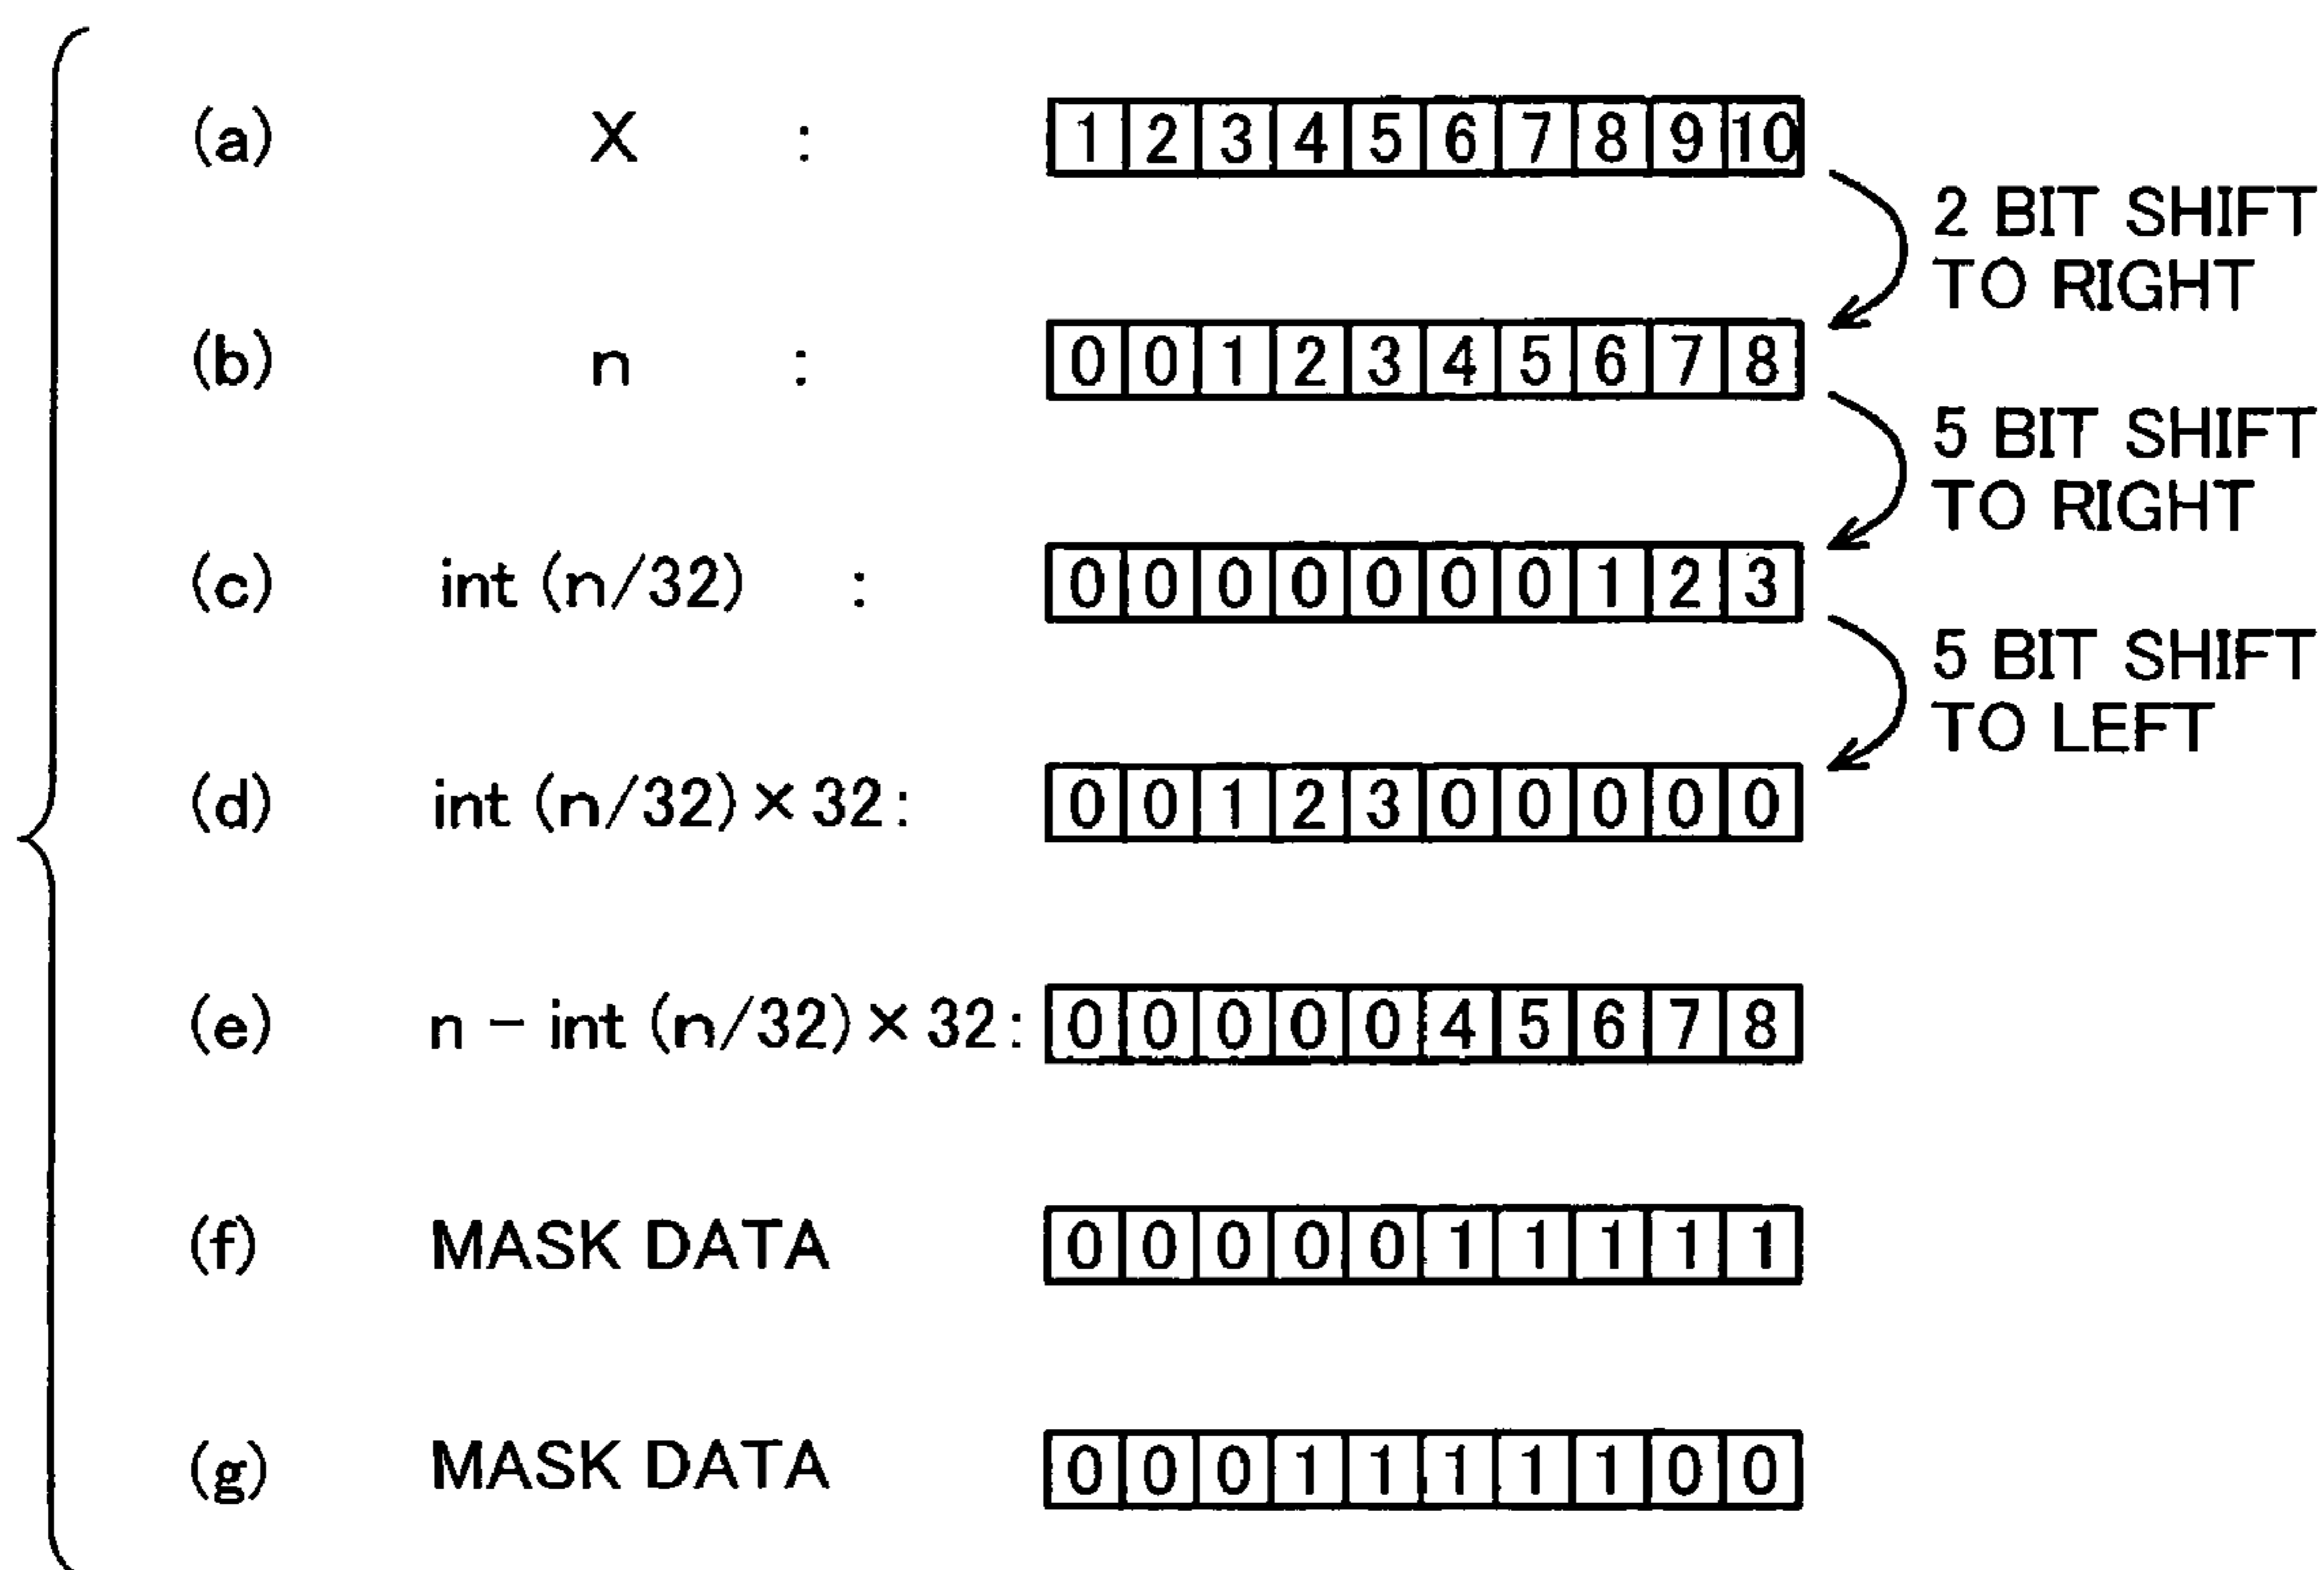 (a) X : 1 2 3 4 5 6 7 8 9 10
2 BIT SHIFT
TO RIGHT
(b) n : 0 0 1 2 3 4 5 6 7 8
5 BIT SHIFT
TO RIGHT
(c) int (n/32) : 0 0 0 0 0 0 0 1 2 3
5 BIT SHIFT
TO LEFT
(d) int (n/32) × 32: 0 0 1 2 3 0 0 0 0 0
(e) n − int (n/32) × 32: 0 0 0 0 0 4 5 6 7 8
(f) MASK DATA 0 0 0 0 0 1 1 1 1 1
(g) MASK DATA 0 0 0 1 1 1 1 1 0 0